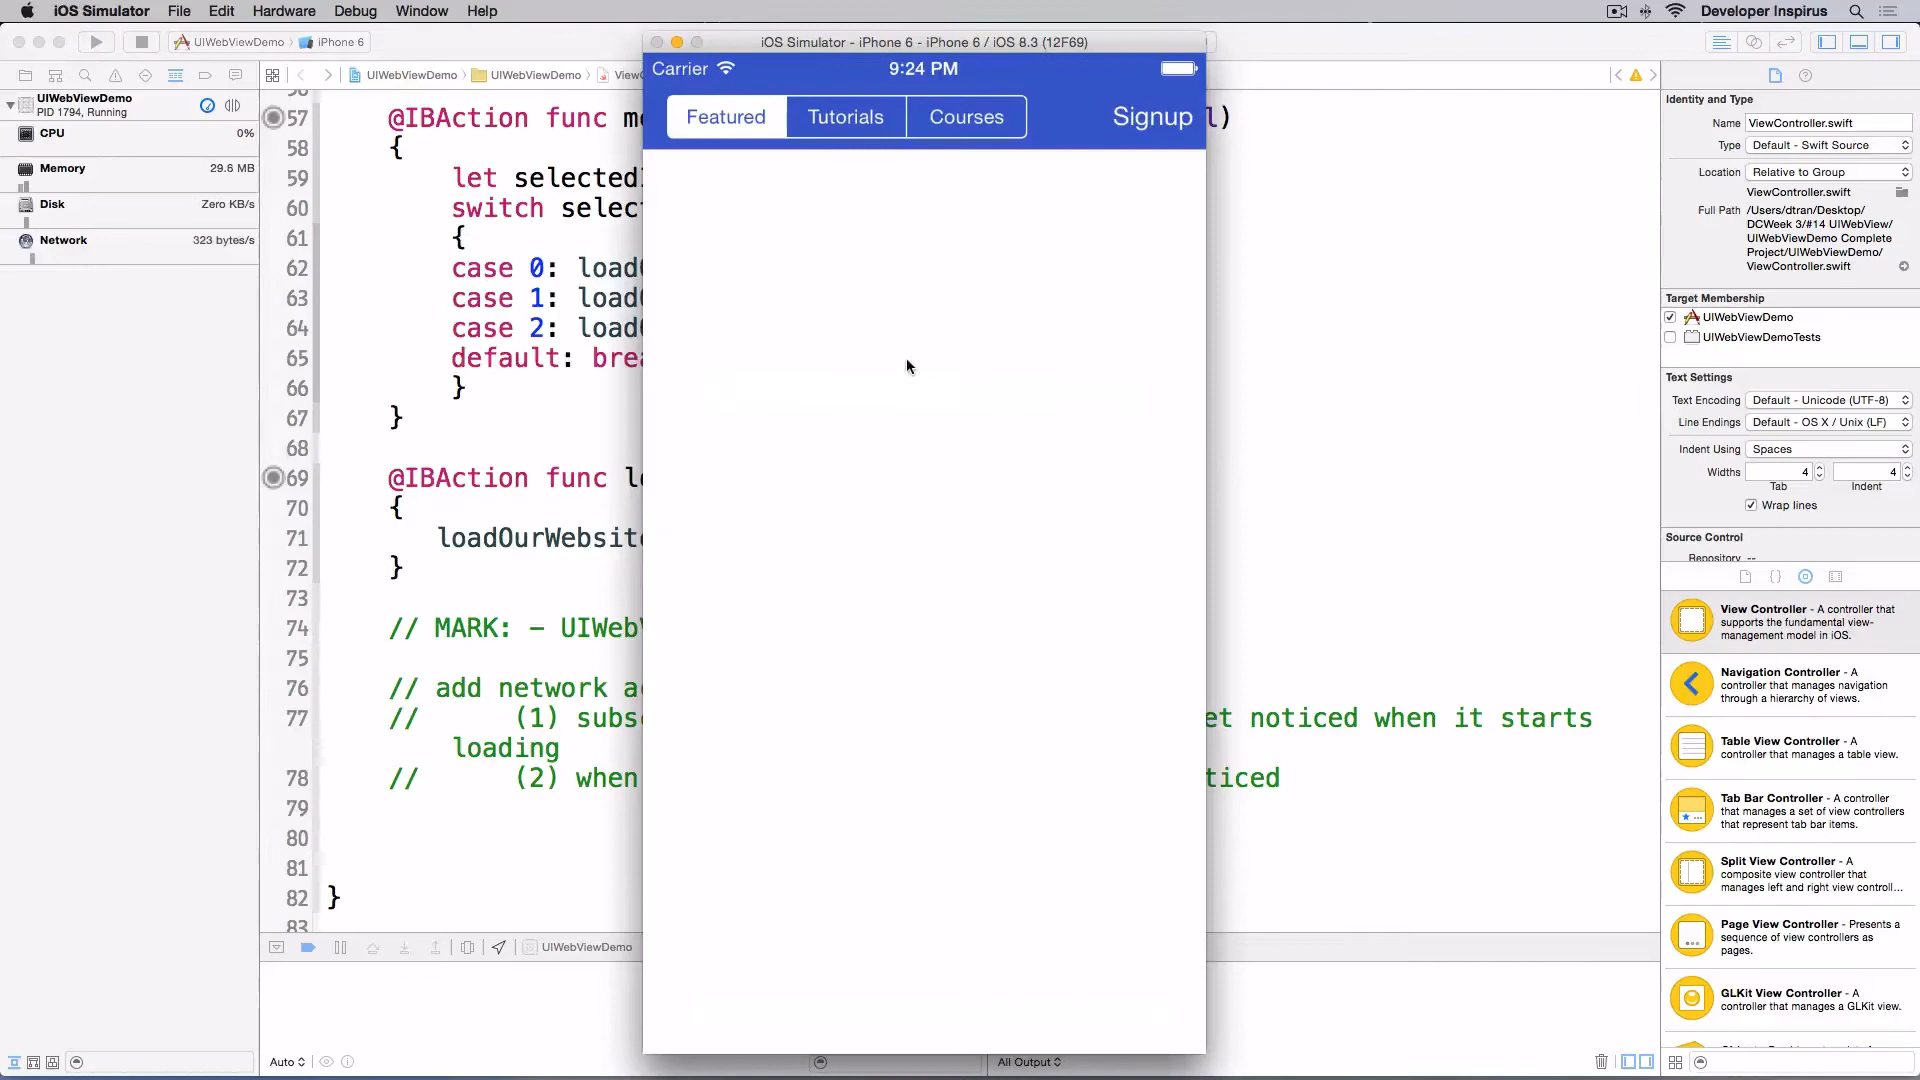 iOS Simulator File Edit Hardware Debug Window Help
Developer Inspirus
UIWebViewDemo iPhone 6
iOS Simulator - iPhone 6 - iPhone 6 / iOS 8.3 (12F69)
UIWebViewDemo UIWebViewDemo View
Carrier 9:24 PM
Featured Tutorials Courses Signup
UIWebViewDemo
PID 1794, Running
CPU 0%
Memory 29.6 MB
Disk Zero KB/s
Network 323 bytes/s
57 @IBAction func m l)
58 {
59 let selected
60 switch selec
61 {
62 case 0: load
63 case 1: load
64 case 2: load
65 default: brea
66 }
67 }
68
69 @IBAction func l
70 {
71 loadOurWebsit
72 }
73
74 // MARK: - UIWeb
75
76 // add network a
77 // (1) subs et noticed when it starts
loading
78 // (2) when ticed
79
80
81
82 }
83
UIWebViewDemo
Auto
All Output
Identity and Type
Name ViewController.swift
Type Default - Swift Source
Location Relative to Group
ViewController.swift
Full Path /Users/dtran/Desktop/
DCWeek 3/#14 UIWebView/
UIWebViewDemo Complete
Project/UIWebViewDemo/
ViewController.swift
Target Membership
UIWebViewDemo
UIWebViewDemoTests
Text Settings
Text Encoding Default - Unicode (UTF-8)
Line Endings Default - OS X / Unix (LF)
Indent Using Spaces
Widths 4 4
Tab Indent
Wrap lines
Source Control
Repository --
View Controller - A controller that
supports the fundamental view-
management model in iOS.
Navigation Controller - A
controller that manages navigation
through a hierarchy of views.
Table View Controller - A
controller that manages a table view.
Tab Bar Controller - A controller
that manages a set of view controllers
that represent tab bar items.
Split View Controller - A
composite view controller that
manages left and right view controll...
Page View Controller - Presents a
sequence of view controllers as
pages.
GLKit View Controller - A
controller that manages a GLKit view.